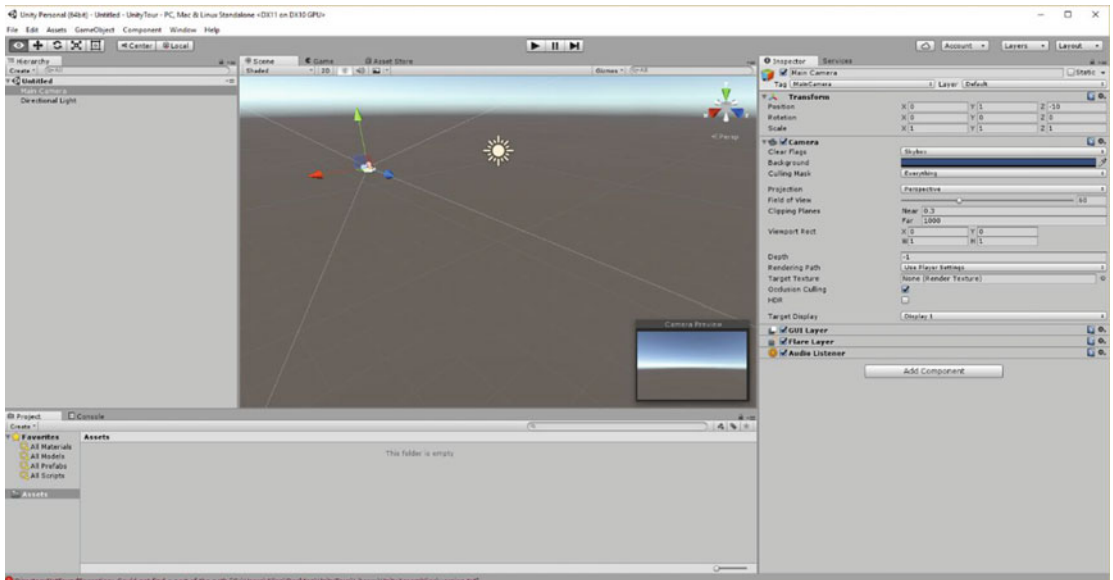 Unity Personal (64bit) - Untitled - UnityTour - PC, Mac & Linux Standalone <DX11 on DX10 GPU>
File Edit Assets GameObject Component Window Help
Center Local
Account Layers Layout
Hierarchy
Create All
Untitled
Main Camera
Directional Light
Scene Game Asset Store
Shaded 2D Gizmos All
Persp
Camera Preview
Inspector Services
Main Camera Static
Tag MainCamera Layer Default
Transform
Position X 0 Y 1 Z -10
Rotation X 0 Y 0 Z 0
Scale X 1 Y 1 Z 1
Camera
Clear Flags Skybox
Background
Culling Mask Everything
Projection Perspective
Field of View 60
Clipping Planes Near 0.3
Far 1000
Viewport Rect X 0 Y 0
W 1 H 1
Depth -1
Rendering Path Use Player Settings
Target Texture None (Render Texture)
Occlusion Culling
HDR
Target Display Display 1
GUI Layer
Flare Layer
Audio Listener
Add Component
Project Console
Create
Favorites
All Materials
All Models
All Prefabs
All Scripts
Assets
Assets
This folder is empty